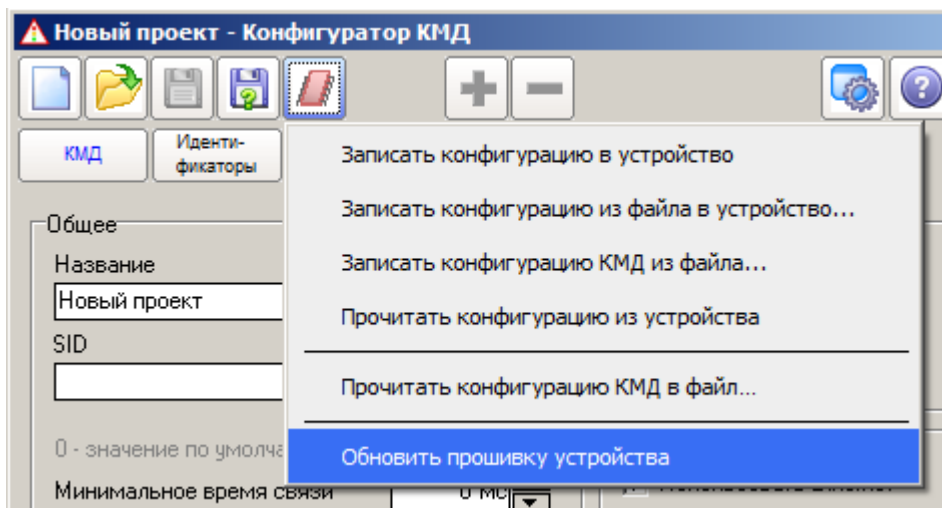 Новый проект - Конфигуратор КМД
КМД
Иденти-
фикаторы
Записать конфигурацию в устройство
Записать конфигурацию из файла в устройство...
Записать конфигурацию КМД из файла...
Прочитать конфигурацию из устройства
Прочитать конфигурацию КМД в файл...
Обновить прошивку устройства
Общее
Название
Новый проект
SID
0 - значение по умолча
Минимальное время связи
0 мс